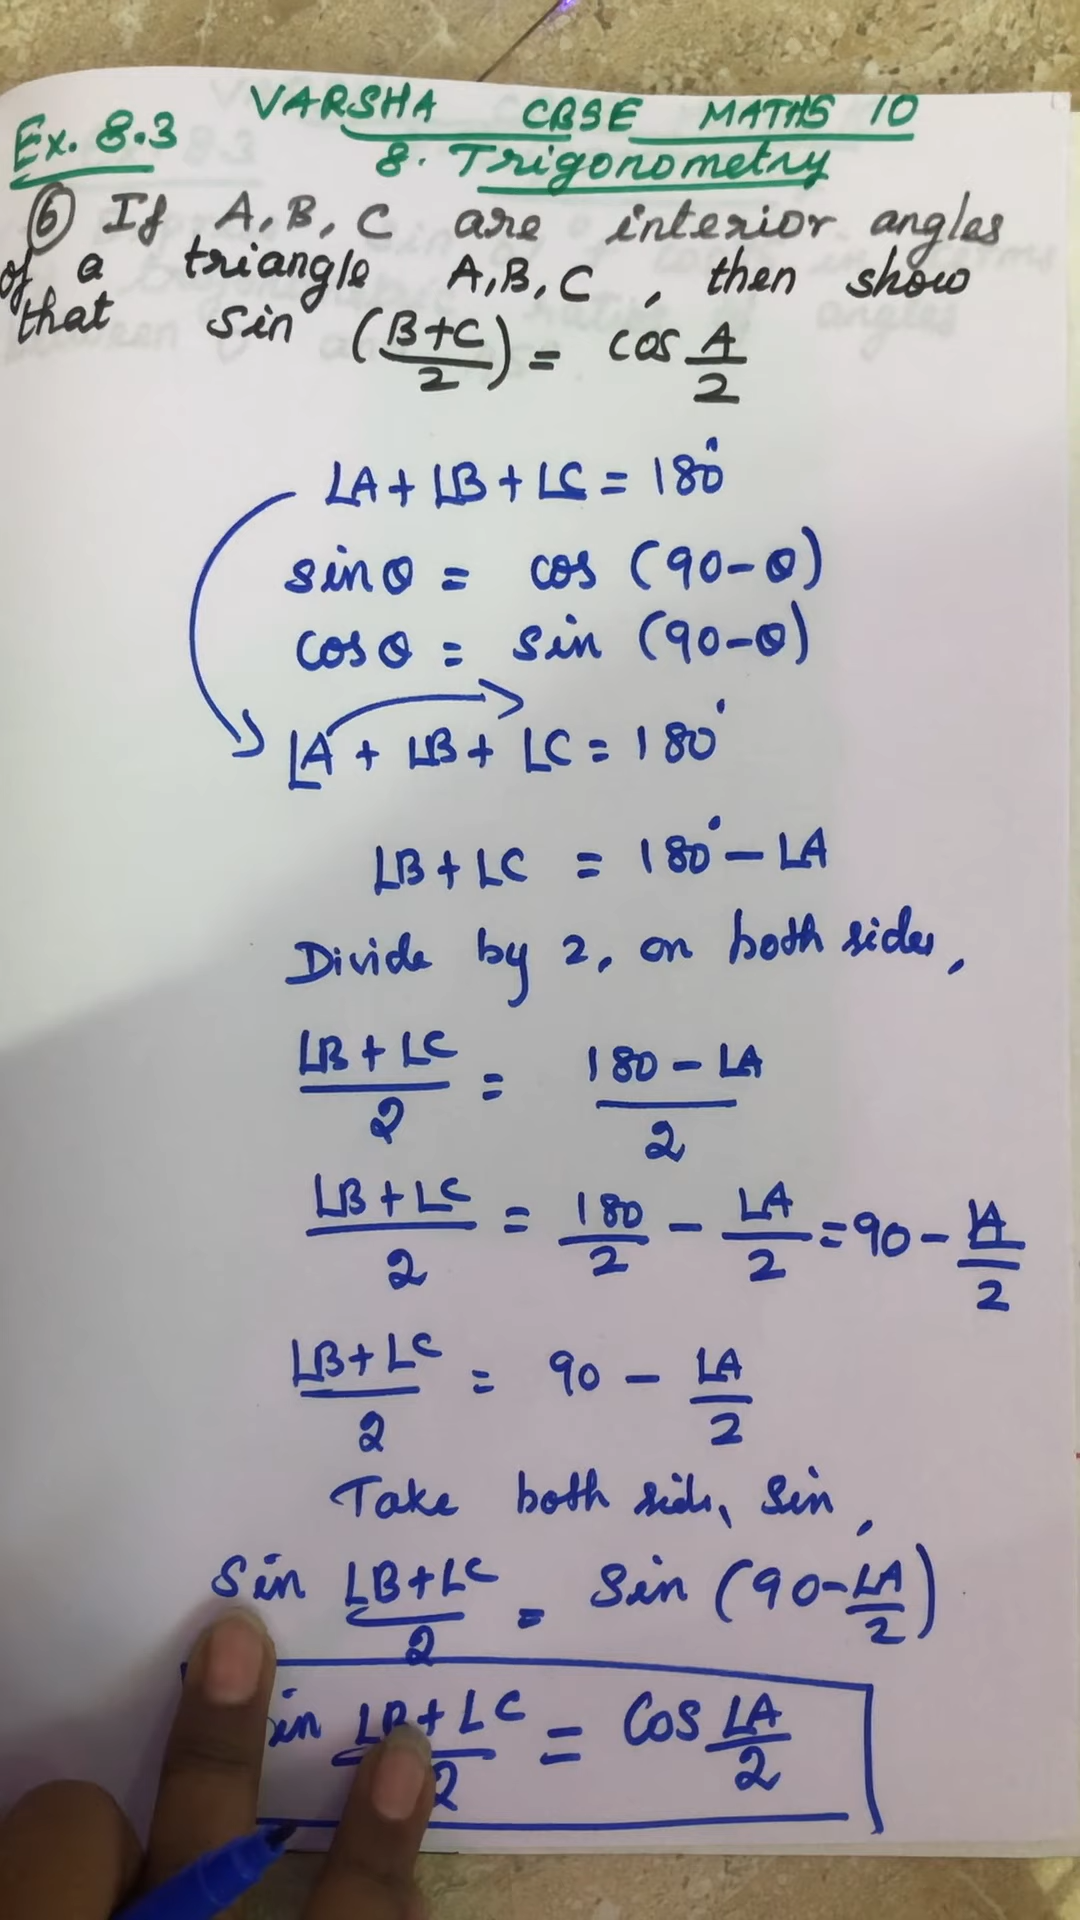 VARSHA CBSE MATHS 10
Ex. 8.3
8. Trigonometry
⑥ If A, B, C are interior angles
of a triangle A, B, C, then show
that sin (B+C/2) = cos A/2
∠A + ∠B + ∠C = 180°
sin θ = cos (90-θ)
cos θ = sin (90-θ)
∠A + ∠B + ∠C = 180°
∠B + ∠C = 180° - ∠A
Divide by 2, on both sides,
∠B + ∠C/2 = 180 - ∠A/2
∠B + ∠C/2 = 180/2 - ∠A/2 = 90 - ∠A/2
∠B + ∠C/2 = 90 - ∠A/2
Take both side, Sin,
Sin ∠B+∠C/2 = Sin (90-∠A/2)
in ∠B+∠C/2 = Cos ∠A/2